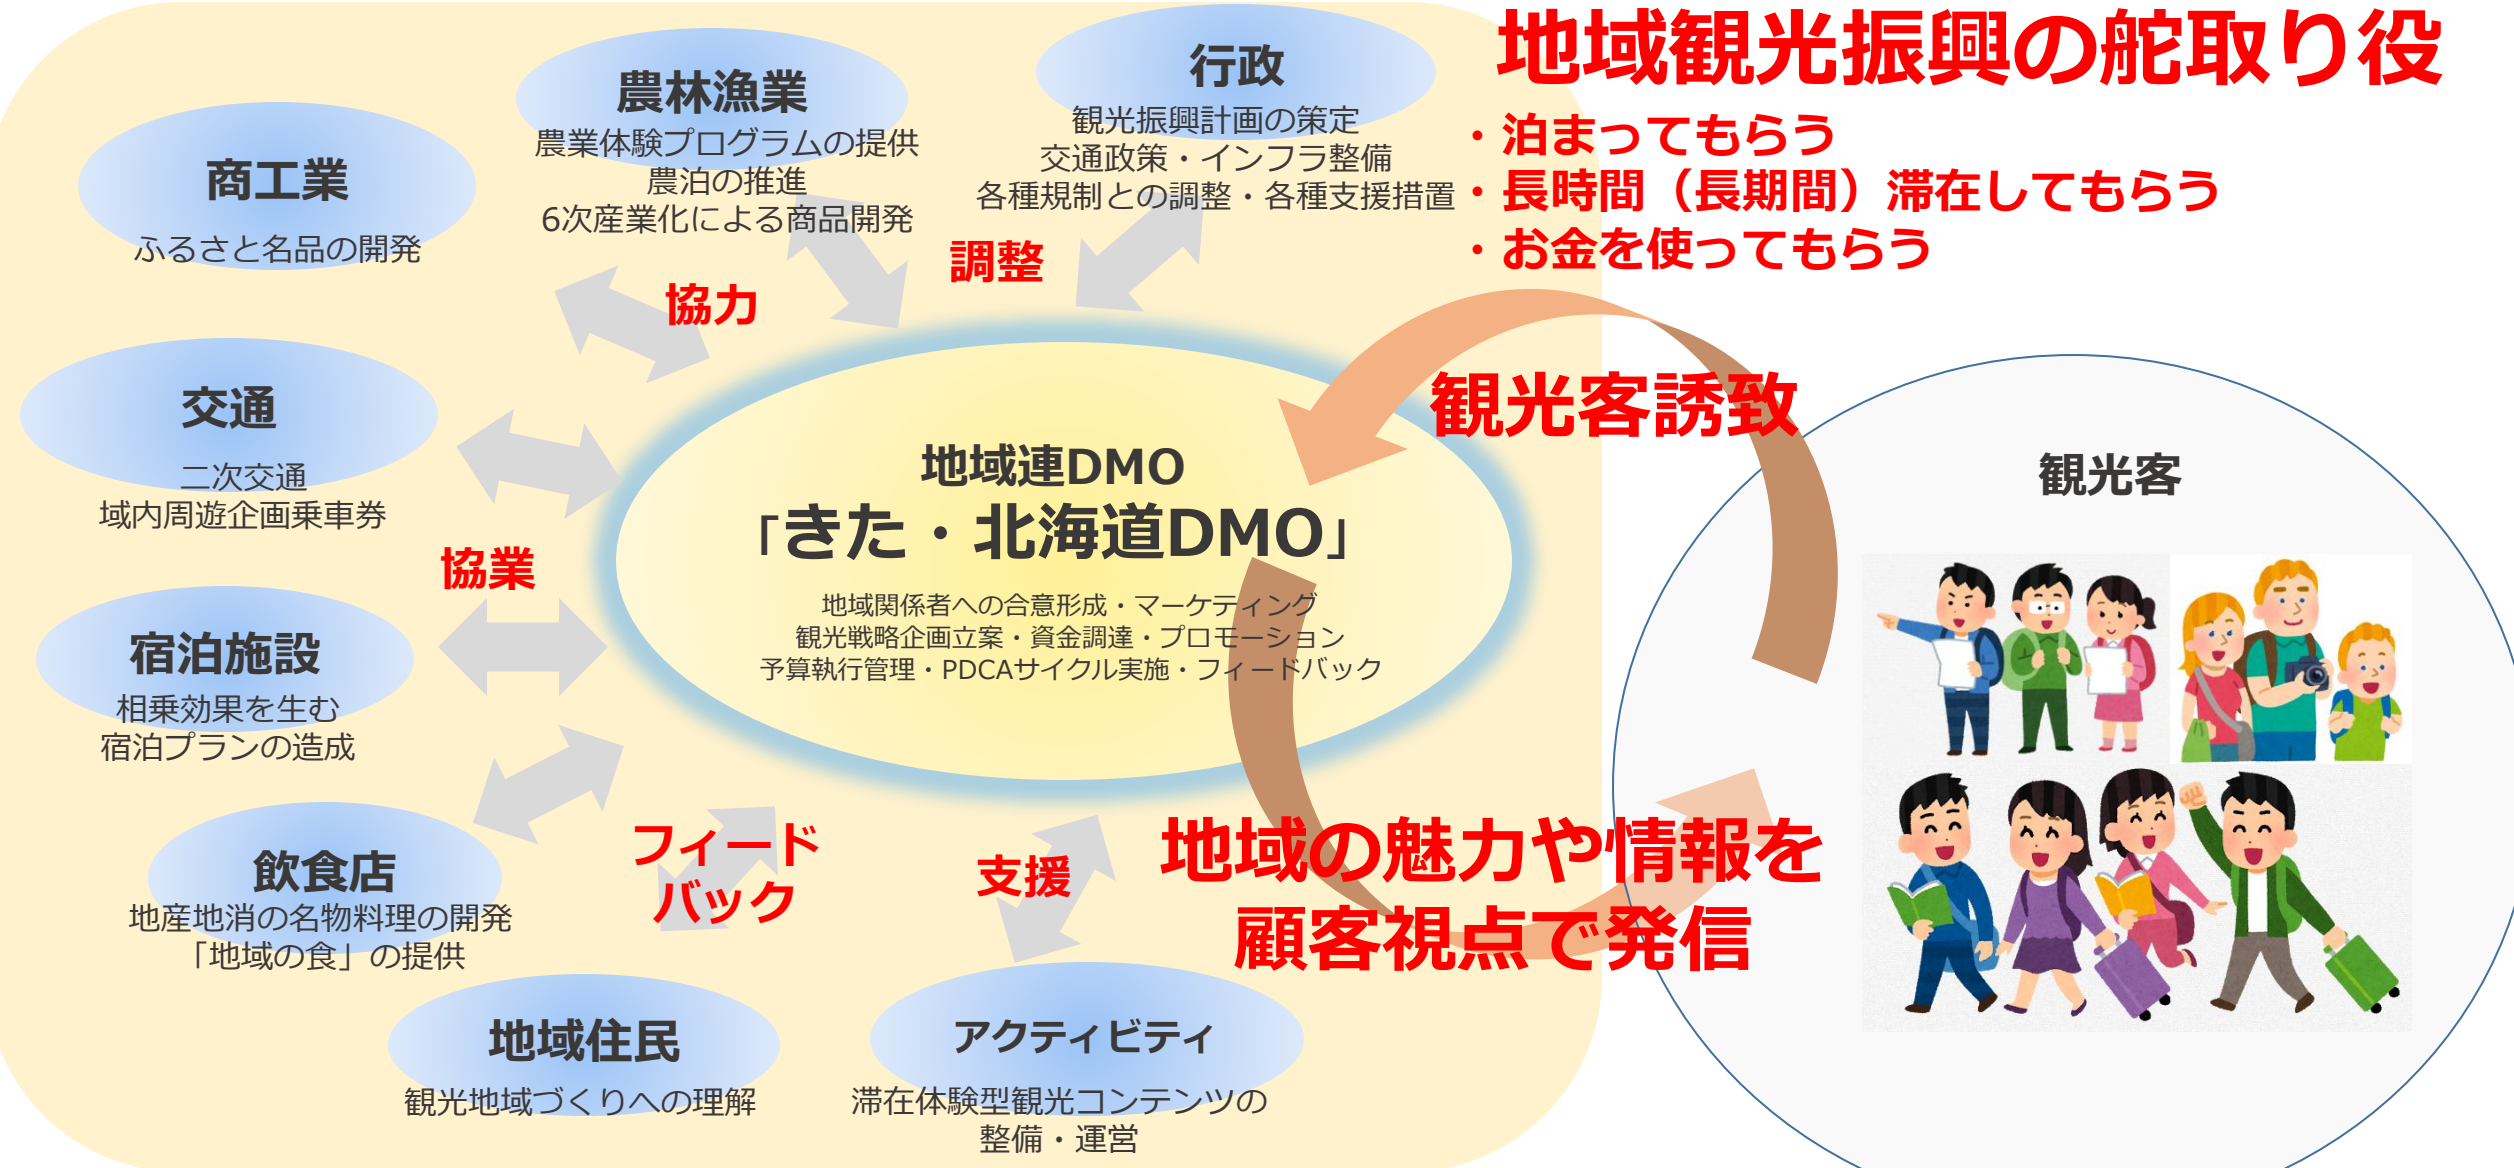 地域観光振興の舵取り役
・泊まってもらう
・長時間（長期間）滞在してもらう
・お金を使ってもらう
行政
観光振興計画の策定
交通政策・インフラ整備
各種規制との調整・各種支援措置
農林漁業
農業体験プログラムの提供
農泊の推進
6次産業化による商品開発
商工業
ふるさと名品の開発
調整
協力
交通
二次交通
域内周遊企画乗車券
協業
宿泊施設
相乗効果を生む
宿泊プランの造成
飲食店
地産地消の名物料理の開発
「地域の食」の提供
フィード
バック
支援
地域住民
観光地域づくりへの理解
アクティビティ
滞在体験型観光コンテンツの
整備・運営
地域連DMO
「きた・北海道DMO」
地域関係者への合意形成・マーケティング
観光戦略企画立案・資金調達・プロモーション
予算執行管理・PDCAサイクル実施・フィードバック
観光客誘致
観光客
地域の魅力や情報を
顧客視点で発信